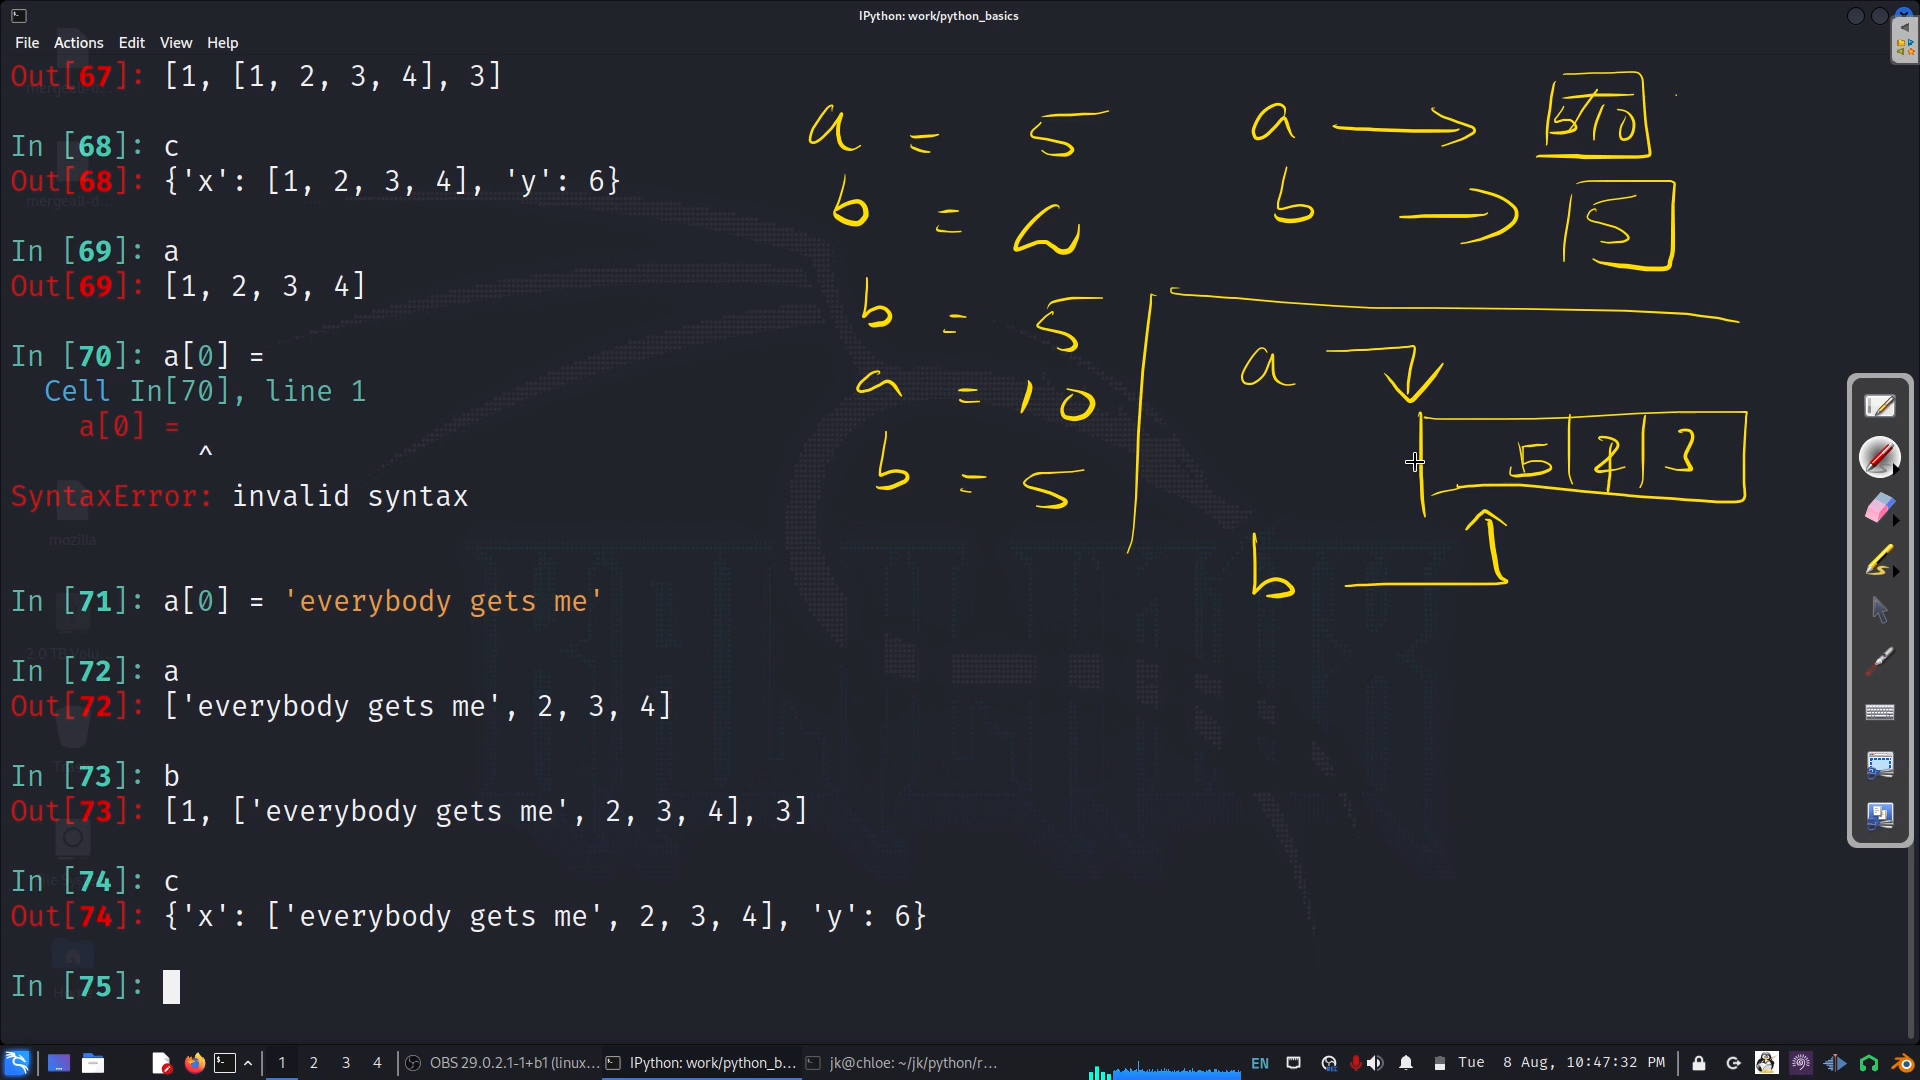 IPython: work/python_basics
File Actions Edit View Help
Out[67]: [1, [1, 2, 3, 4], 3]
In [68]: c
Out[68]: {'x': [1, 2, 3, 4], 'y': 6}
In [69]: a
Out[69]: [1, 2, 3, 4]
In [70]: a[0] =
Cell In[70], line 1
a[0] =
^
SyntaxError: invalid syntax
In [71]: a[0] = 'everybody gets me'
In [72]: a
Out[72]: ['everybody gets me', 2, 3, 4]
In [73]: b
Out[73]: [1, ['everybody gets me', 2, 3, 4], 3]
In [74]: c
Out[74]: {'x': ['everybody gets me', 2, 3, 4], 'y': 6}
In [75]:
a = 5
b = a
b = 5
a = 10
b = 5
a → 5 10
b → 5
a
5 2 3
b
mozilla
1 2 3 4 OBS 29.0.2.1-1+b1 (linux... IPython: work/python_b... jk@chloe: ~/jk/python/r... EN Tue 8 Aug, 10:47:32 PM